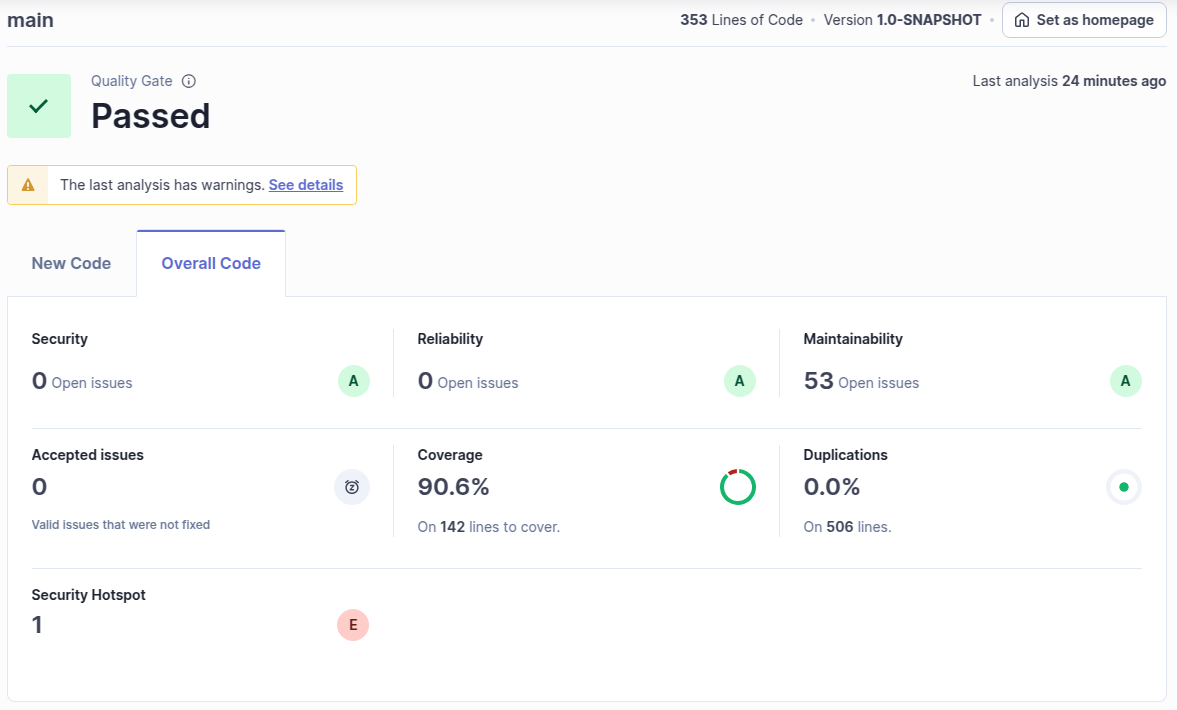 main
353 Lines of Code • Version 1.0-SNAPSHOT • Set as homepage
Quality Gate
Last analysis 24 minutes ago
Passed
The last analysis has warnings. See details
New Code
Overall Code
Security
Reliability
Maintainability
0 Open issues
A
0 Open issues
A
53 Open issues
A
Accepted issues
Coverage
Duplications
0
90.6%
0.0%
Valid issues that were not fixed
On 142 lines to cover.
On 506 lines.
Security Hotspot
1
E